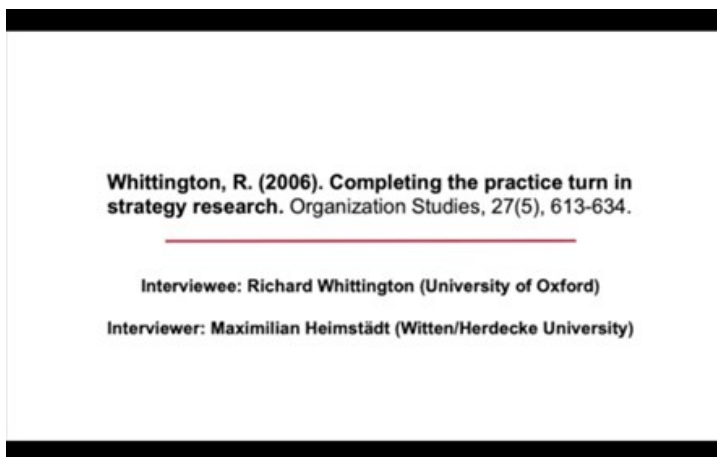 Whittington, R. (2006). Completing the practice turn in
strategy research. Organization Studies, 27(5), 613-634.
Interviewee: Richard Whittington (University of Oxford)
Interviewer: Maximilian Heimstädt (Witten/Herdecke University)